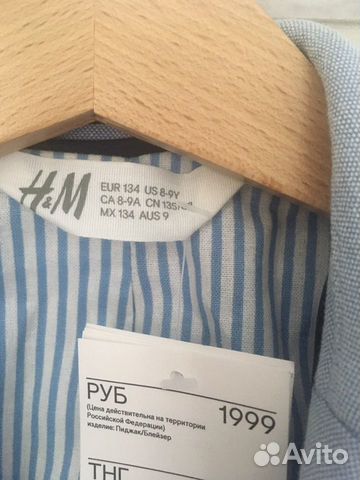 H&M
EUR 134 US 8-9Y
CA 8-9A CN
MX 134 AUS 9
РУБ 1999
(Цена действительна на территории
Российской Федерации)
изделие: Пиджак/Блейзер
ТНГ
Avito